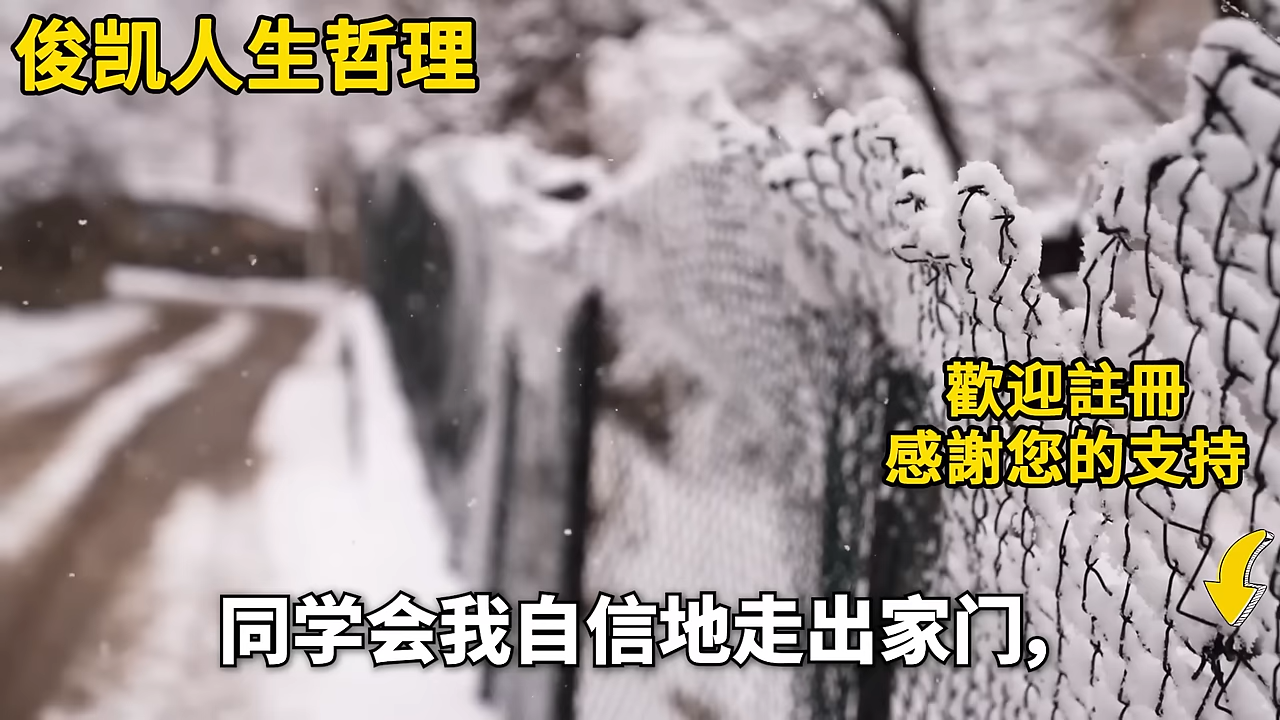 俊凯人生哲理
歡迎註冊
感謝您的支持
同学会我自信地走出家门,